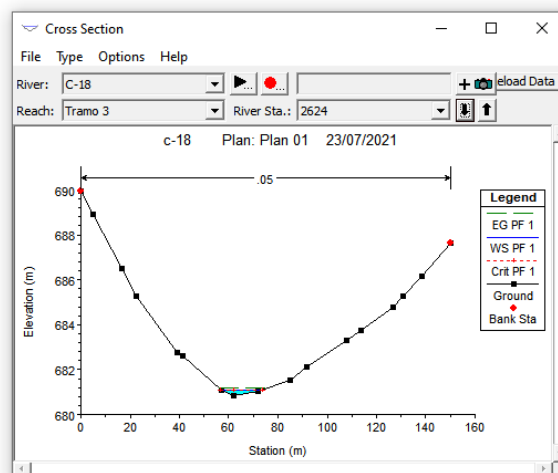 Cross Section
File Type Options Help
River: C-18 ... ... + eload Data
Reach: Tramo 3 River Sta.: 2624
c-18 Plan: Plan 01 23/07/2021
.05
Legend
EG PF 1
WS PF 1
Crit PF 1
Ground
Bank Sta
Elevation (m)
690
688
686
684
682
680
0 20 40 60 80 100 120 140 160
Station (m)